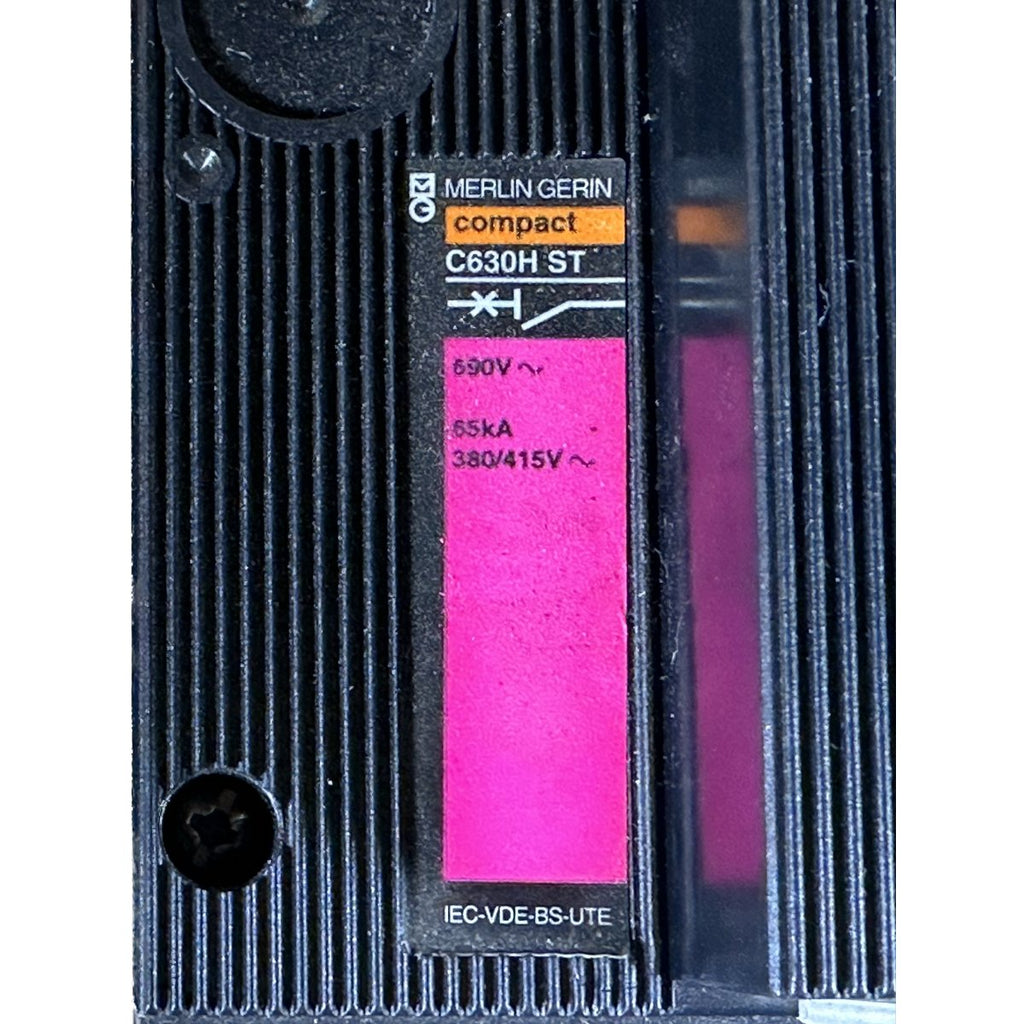 MERLIN GERIN
compact
C630H ST
690V ~
65kA
380/415V ~
IEC-VDE-BS-UTE